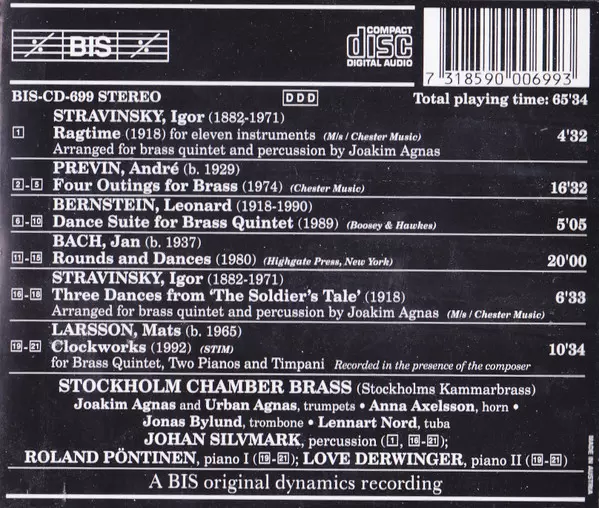 BIS
COMPACT
disc
DIGITAL AUDIO
7 318590 006993
BIS-CD-699 STEREO
DDD
Total playing time: 65'34
STRAVINSKY, Igor (1882-1971)
1 Ragtime (1918) for eleven instruments (M/s / Chester Music) 4'32
Arranged for brass quintet and percussion by Joakim Agnas
PREVIN, André (b. 1929)
2-5 Four Outings for Brass (1974) (Chester Music) 16'32
BERNSTEIN, Leonard (1918-1990)
6-10 Dance Suite for Brass Quintet (1989) (Boosey & Hawkes) 5'05
BACH, Jan (b. 1937)
11-15 Rounds and Dances (1980) (Highgate Press, New York) 20'00
STRAVINSKY, Igor (1882-1971)
16-18 Three Dances from 'The Soldier's Tale' (1918) 6'33
Arranged for brass quintet and percussion by Joakim Agnas (M/s / Chester Music)
LARSSON, Mats (b. 1965)
19-21 Clockworks (1992) (STIM) 10'34
for Brass Quintet, Two Pianos and Timpani Recorded in the presence of the composer
STOCKHOLM CHAMBER BRASS (Stockholms Kammarbrass)
Joakim Agnas and Urban Agnas, trumpets • Anna Axelsson, horn •
Jonas Bylund, trombone • Lennart Nord, tuba
JOHAN SILVMARK, percussion (1, 16-21);
ROLAND PÖNTINEN, piano I (19-21); LOVE DERWINGER, piano II (19-21)
A BIS original dynamics recording
MADE IN AUSTRIA